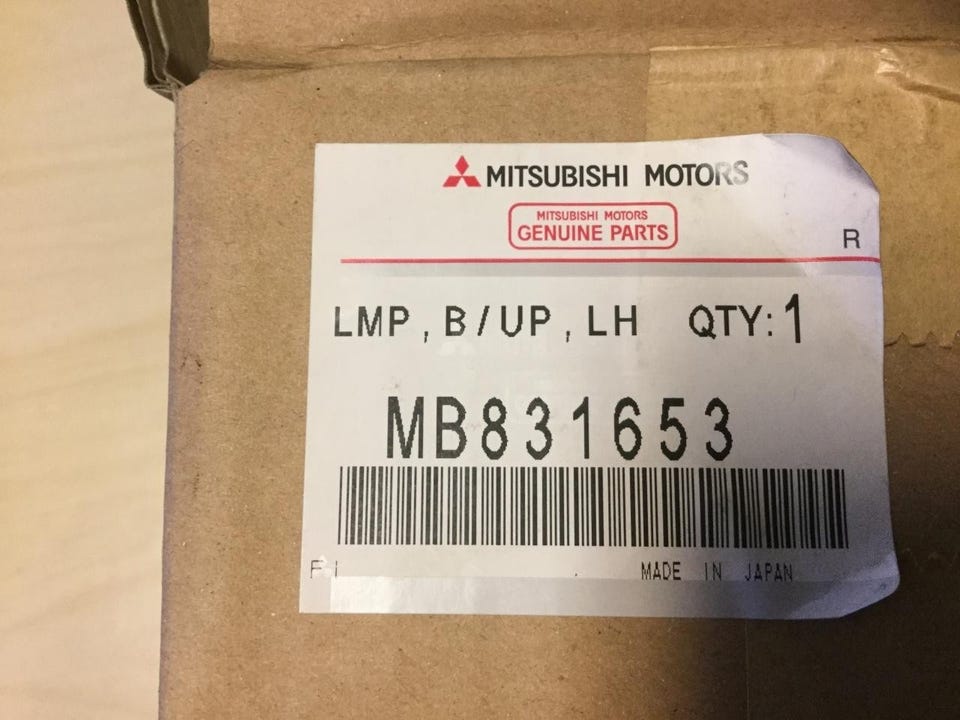 MITSUBISHI MOTORS
MITSUBISHI MOTORS
GENUINE PARTS
R
LMP, B/UP, LH QTY: 1
MB831653
MADE IN JAPAN